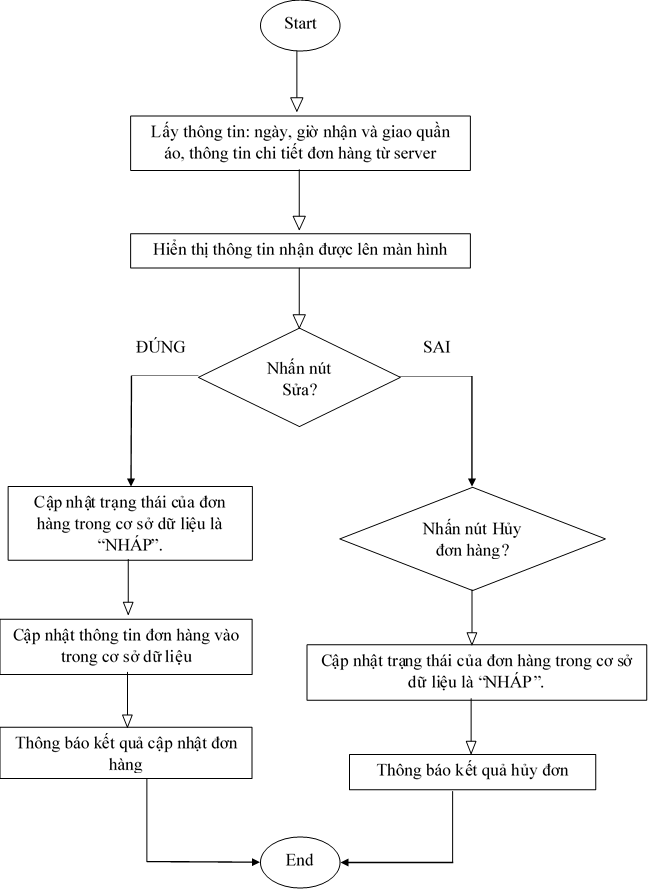 Start
Lấy thông tin: ngày, giờ nhận và giao quần
áo, thông tin chi tiết đơn hàng từ server
Hiển thị thông tin nhận được lên màn hình
ĐÚNG
SAI
Nhấn nút
Sửa?
Cập nhật trạng thái của đơn
hàng trong cơ sở dữ liệu là
“NHÁP”.
Nhấn nút Hủy
đơn hàng?
Cập nhật thông tin đơn hàng vào
trong cơ sở dữ liệu
Cập nhật trạng thái của đơn hàng trong cơ sở
dữ liệu là “NHÁP”.
Thông báo kết quả cập nhật đơn
hàng
Thông báo kết quả hủy đơn
End